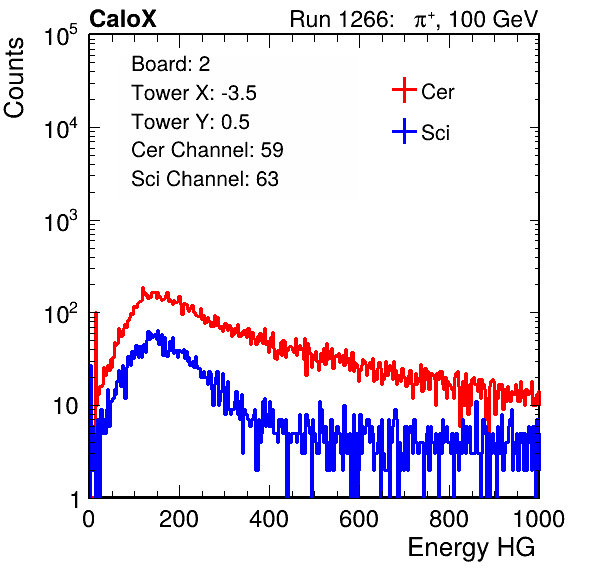 CaloX Run 1266: π⁺, 100 GeV
Board: 2
Tower X: -3.5
Tower Y: 0.5
Cer Channel: 59
Sci Channel: 63
Cer
Sci
Counts
10⁵
10⁴
10³
10²
10
1
0 200 400 600 800 1000
Energy HG